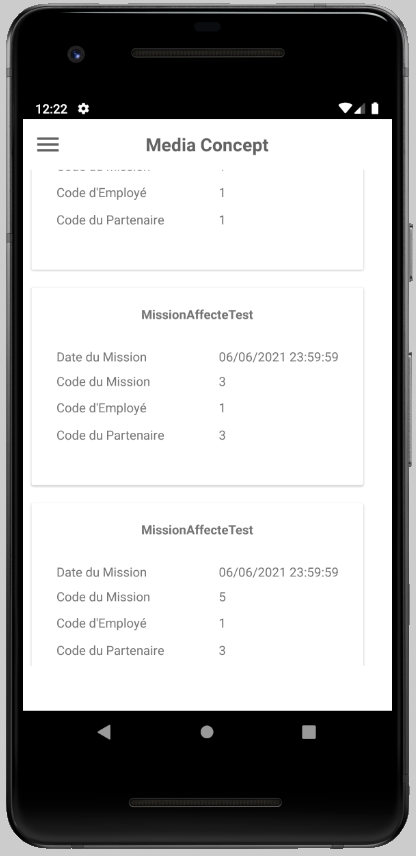 12:22
Media Concept
Code du Mission
Code d'Employé 1
Code du Partenaire 1
MissionAffecteTest
Date du Mission 06/06/2021 23:59:59
Code du Mission 3
Code d'Employé 1
Code du Partenaire 3
MissionAffecteTest
Date du Mission 06/06/2021 23:59:59
Code du Mission 5
Code d'Employé 1
Code du Partenaire 3